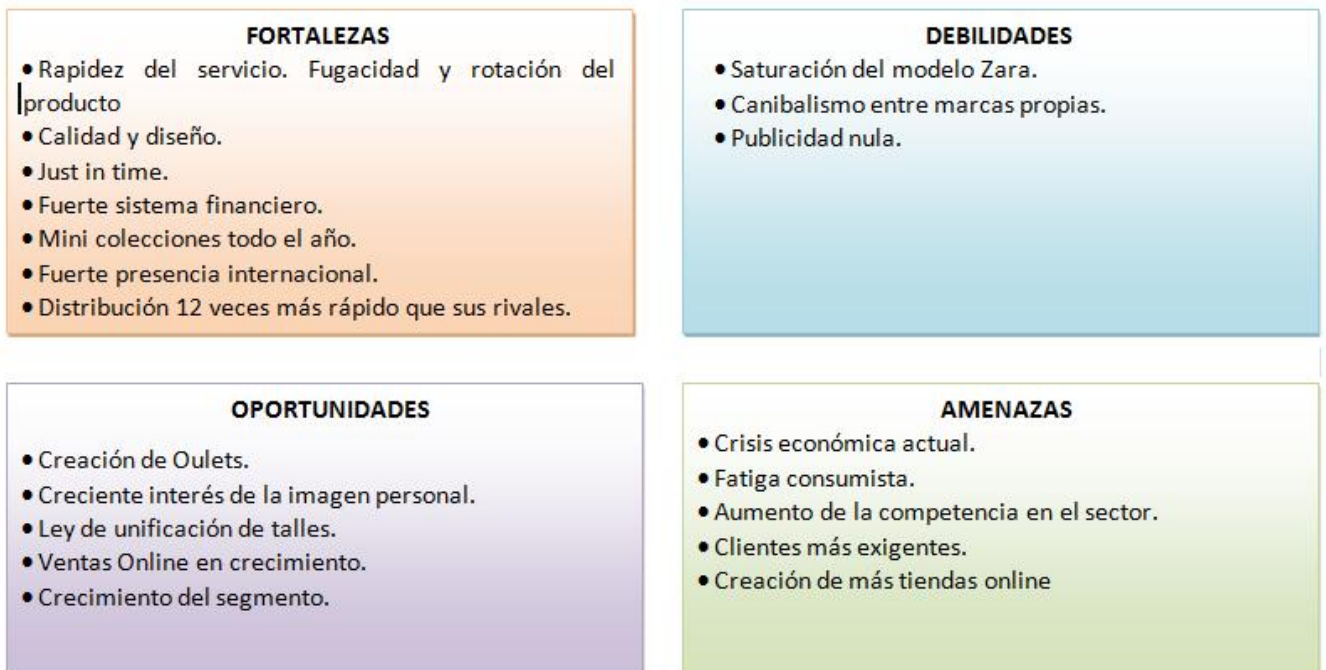 FORTALEZAS
• Rapidez del servicio. Fugacidad y rotación del
producto
• Calidad y diseño.
• Just in time.
• Fuerte sistema financiero.
• Mini colecciones todo el año.
• Fuerte presencia internacional.
• Distribución 12 veces más rápido que sus rivales.
DEBILIDADES
• Saturación del modelo Zara.
• Canibalismo entre marcas propias.
• Publicidad nula.
OPORTUNIDADES
• Creación de Oulets.
• Creciente interés de la imagen personal.
• Ley de unificación de talles.
• Ventas Online en crecimiento.
• Crecimiento del segmento.
AMENAZAS
• Crisis económica actual.
• Fatiga consumista.
• Aumento de la competencia en el sector.
• Clientes más exigentes.
• Creación de más tiendas online